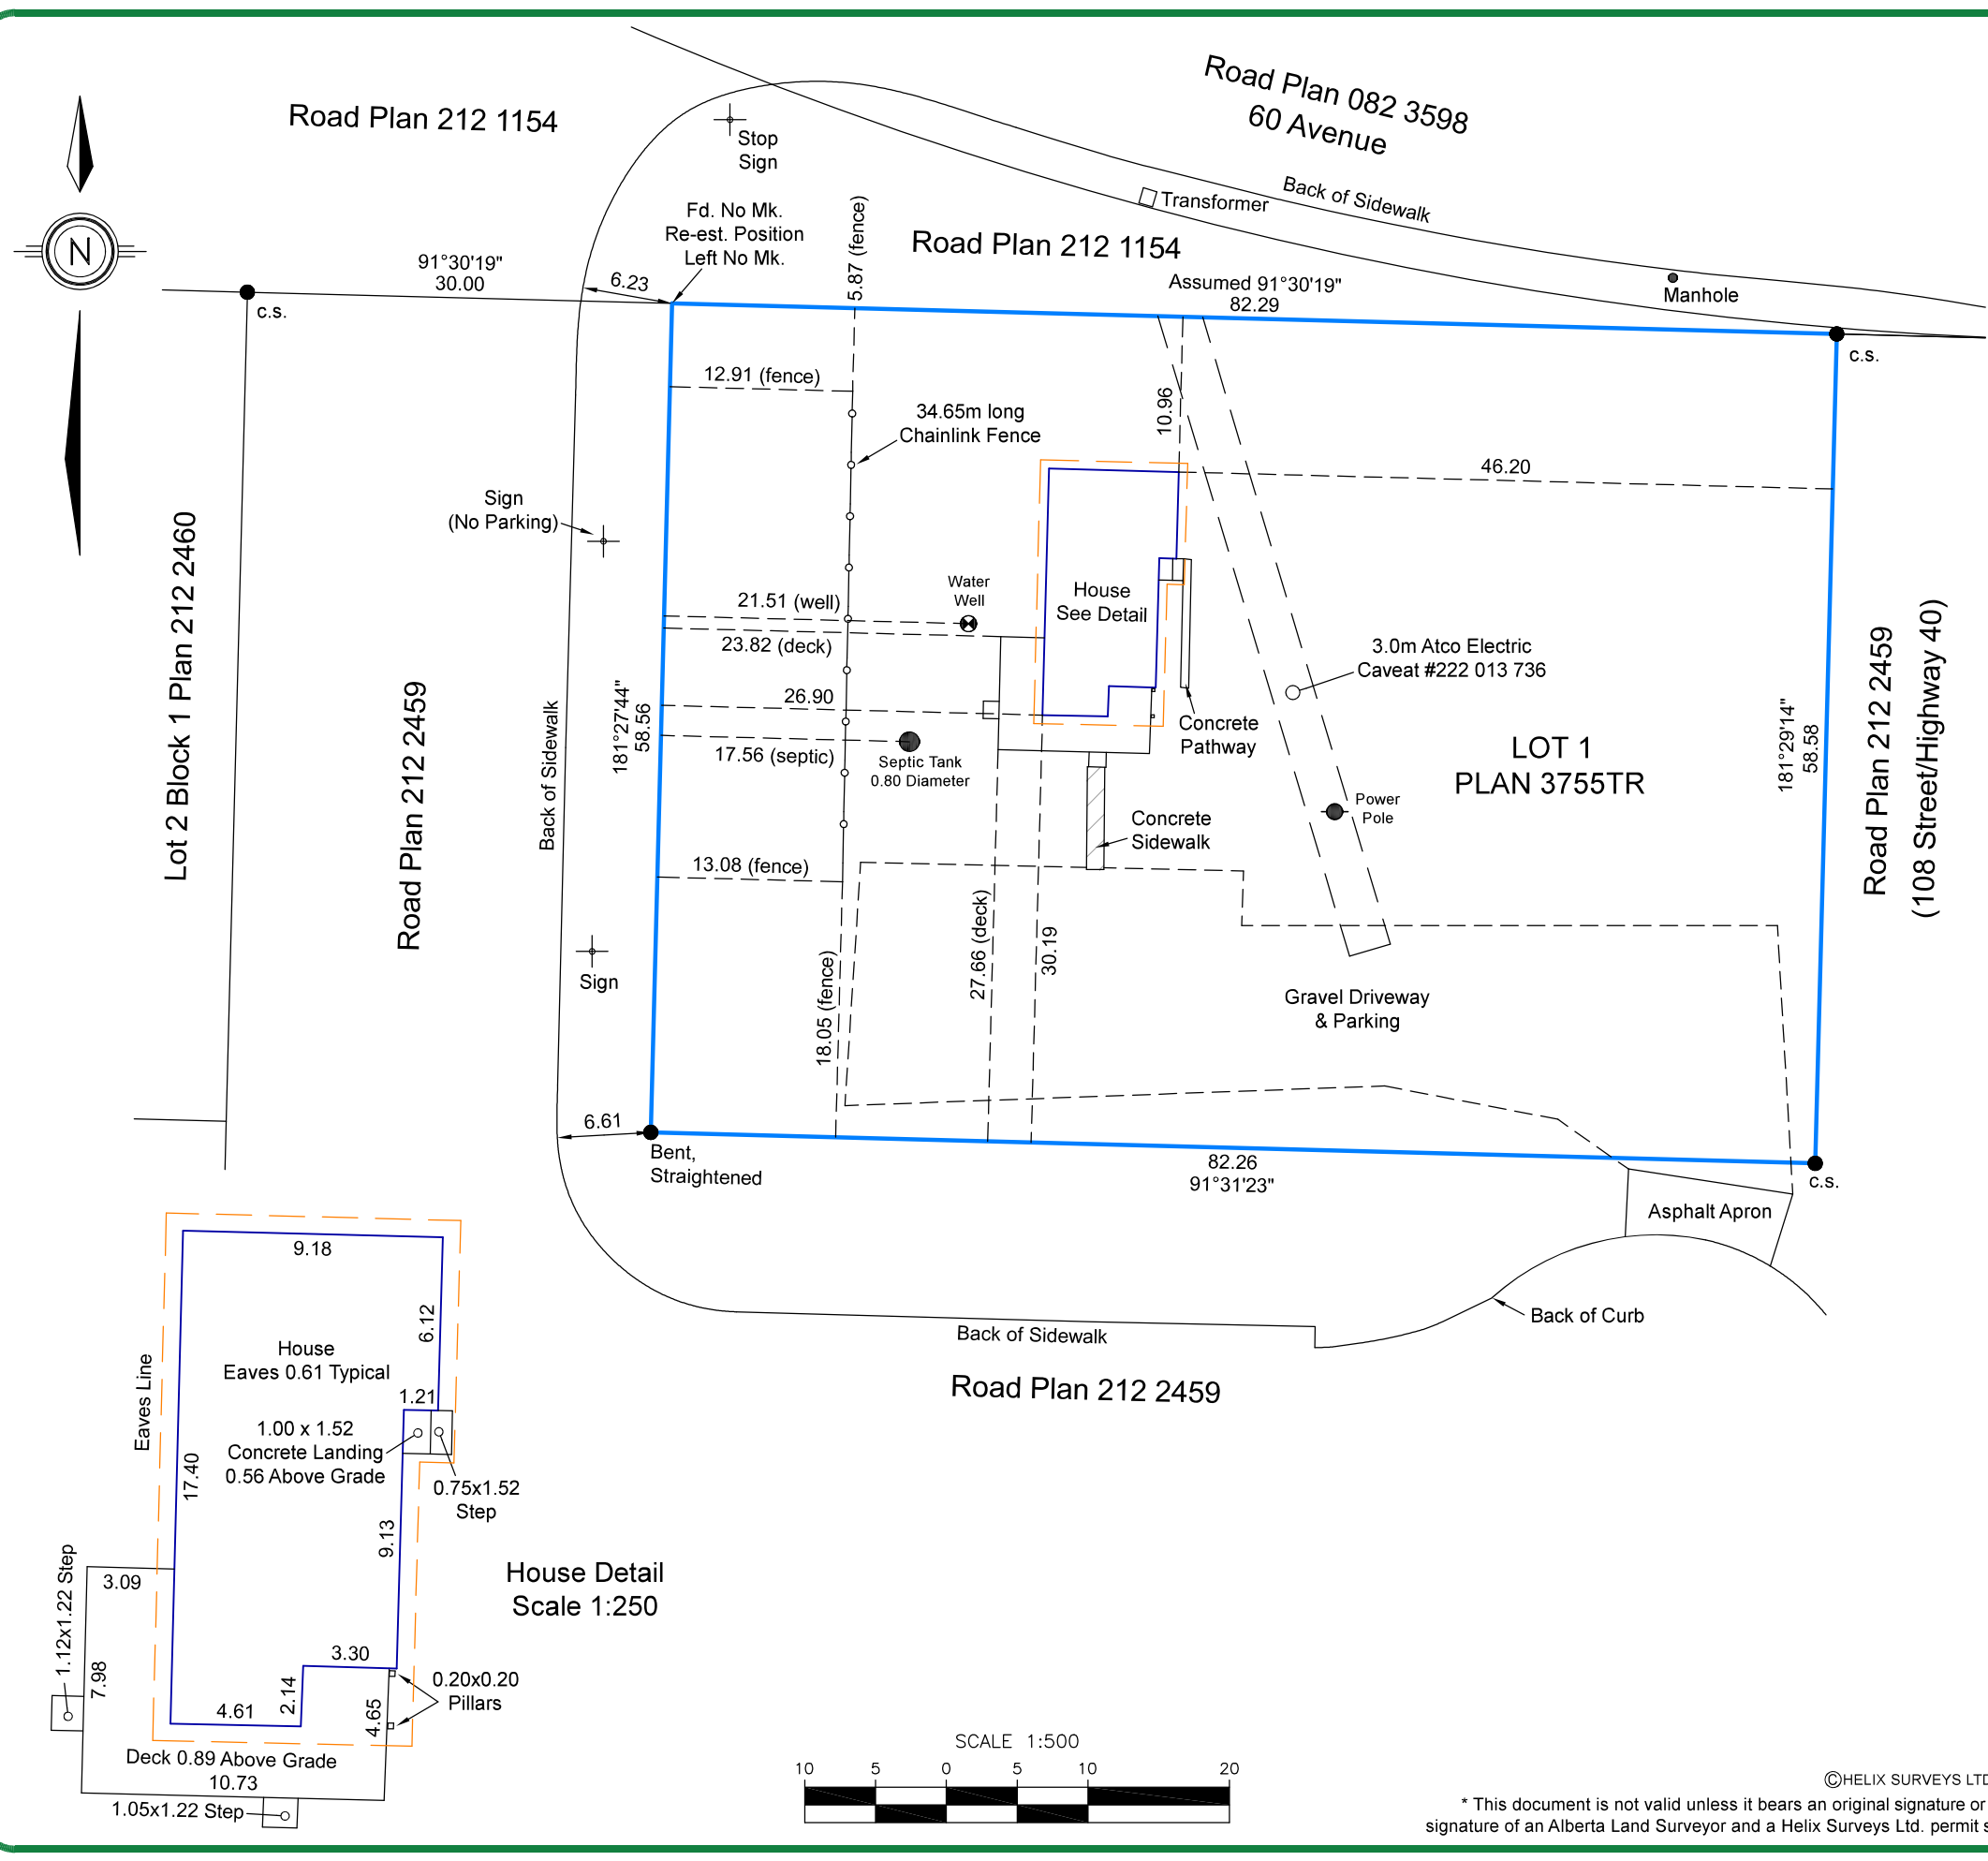 Road Plan 212 1154
Road Plan 082 3598
60 Avenue
Stop
Sign
Back of Sidewalk
Transformer
Fd. No Mk.
Re-est. Position
Left No Mk.
5.87 (fence)
Road Plan 212 1154
N
91°30'19"
30.00
6.23
Assumed 91°30'19"
82.29
Manhole
c.s.
c.s.
12.91 (fence)
34.65m long
Chainlink Fence
10.96
46.20
Sign
(No Parking)
Lot 2 Block 1 Plan 212 2460
Road Plan 212 2459
Back of Sidewalk
181°27'44"
58.56
21.51 (well)
Water
Well
23.82 (deck)
House
See Detail
26.90
17.56 (septic)
Septic Tank
0.80 Diameter
Concrete
Pathway
3.0m Atco Electric
Caveat #222 013 736
LOT 1
PLAN 3755TR
181°29'14"
58.58
Road Plan 212 2459
(108 Street/Highway 40)
Power
Pole
Concrete
Sidewalk
13.08 (fence)
18.05 (fence)
27.66 (deck)
30.19
Sign
Gravel Driveway
& Parking
6.61
Bent,
Straightened
82.26
91°31'23"
c.s.
Asphalt Apron
Back of Curb
Back of Sidewalk
Road Plan 212 2459
9.18
6.12
House
Eaves 0.61 Typical
Eaves Line
1.21
1.00 x 1.52
Concrete Landing
0.56 Above Grade
17.40
0.75x1.52
Step
9.13
House Detail
Scale 1:250
3.09
1.12x1.22 Step
7.98
3.30
2.14
4.61
4.65
0.20x0.20
Pillars
Deck 0.89 Above Grade
10.73
1.05x1.22 Step
SCALE 1:500
10 5 0 5 10 20
©HELIX SURVEYS LTD
* This document is not valid unless it bears an original signature or
signature of an Alberta Land Surveyor and a Helix Surveys Ltd. permit s